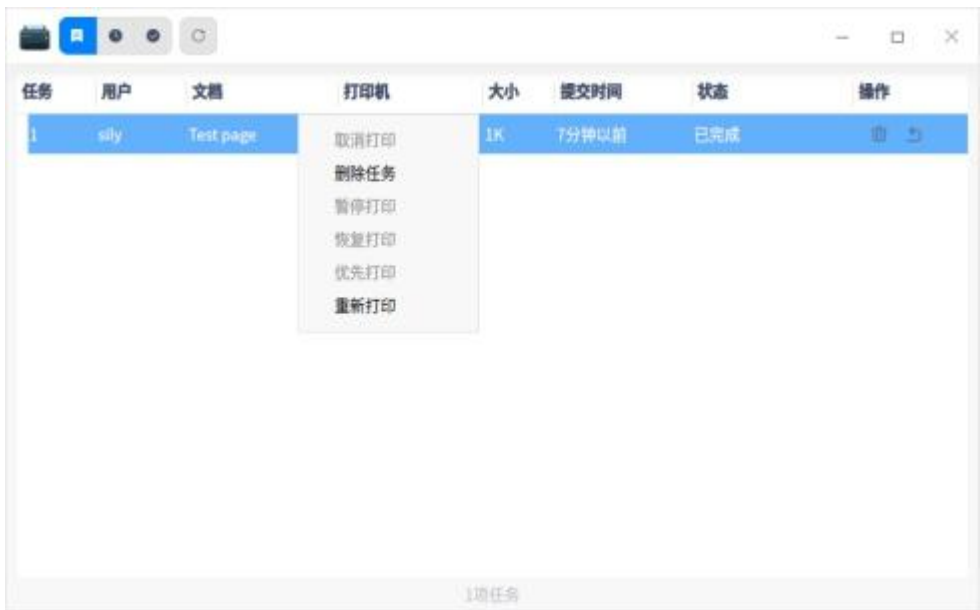 任务 用户 文档 打印机 大小 提交时间 状态 操作
1 sily Test page 1K 7分钟以前 已完成
取消打印
删除任务
暂停打印
恢复打印
优先打印
重新打印
1项任务